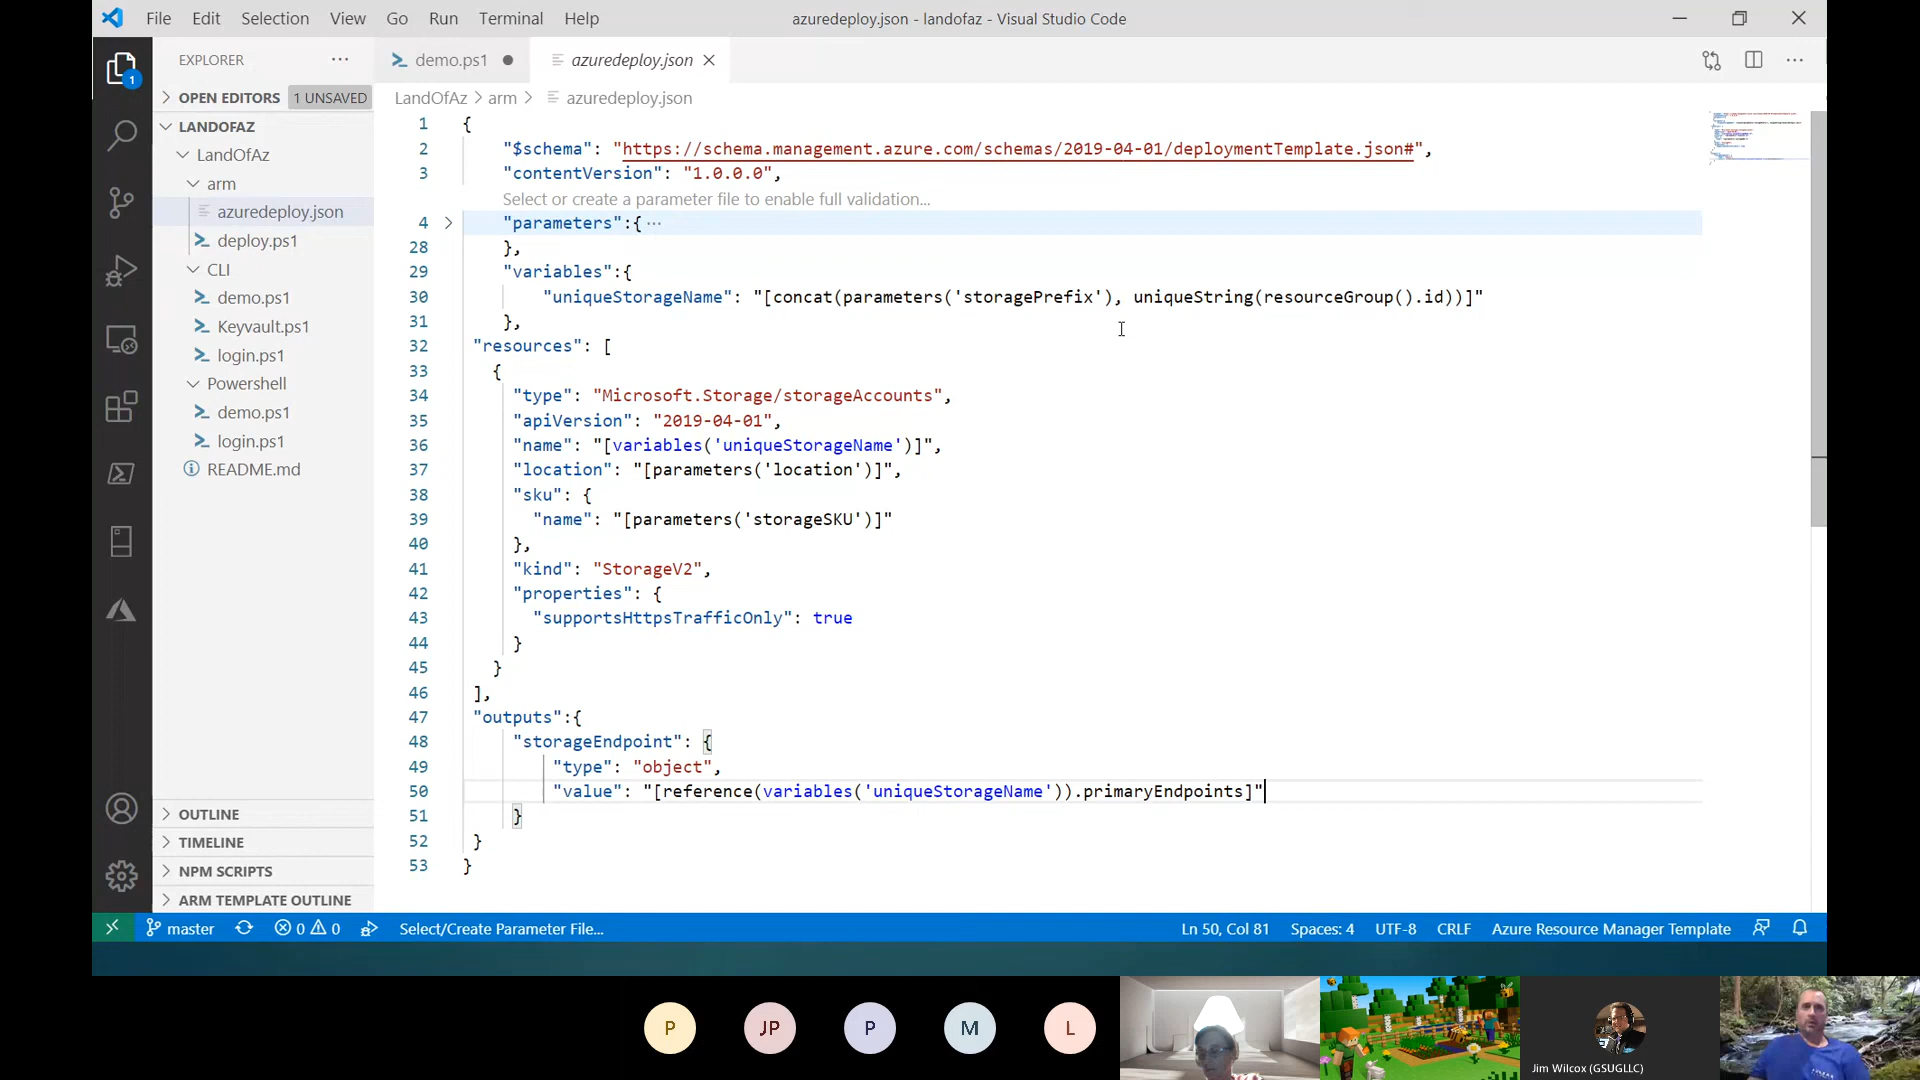 File Edit Selection View Go Run Terminal Help
azuredeploy.json - landofaz - Visual Studio Code
1
EXPLORER ···
OPEN EDITORS 1 UNSAVED
LANDOFAZ
LandOfAz
arm
azuredeploy.json
deploy.ps1
CLI
demo.ps1
Keyvault.ps1
login.ps1
Powershell
demo.ps1
login.ps1
README.md
OUTLINE
TIMELINE
NPM SCRIPTS
ARM TEMPLATE OUTLINE
demo.ps1
azuredeploy.json
LandOfAz > arm > azuredeploy.json
1 {
2 "$schema": "https://schema.management.azure.com/schemas/2019-04-01/deploymentTemplate.json#",
3 "contentVersion": "1.0.0.0",
Select or create a parameter file to enable full validation...
4 "parameters":{ ···
28 },
29 "variables":{
30 "uniqueStorageName": "[concat(parameters('storagePrefix'), uniqueString(resourceGroup().id))]"
31 },
32 "resources": [
33 {
34 "type": "Microsoft.Storage/storageAccounts",
35 "apiVersion": "2019-04-01",
36 "name": "[variables('uniqueStorageName')]",
37 "location": "[parameters('location')]",
38 "sku": {
39 "name": "[parameters('storageSKU')]"
40 },
41 "kind": "StorageV2",
42 "properties": {
43 "supportsHttpsTrafficOnly": true
44 }
45 }
46 ],
47 "outputs":{
48 "storageEndpoint": {
49 "type": "object",
50 "value": "[reference(variables('uniqueStorageName')).primaryEndpoints]"
51 }
52 }
53 }
master 0 0 Select/Create Parameter File... Ln 50, Col 81 Spaces: 4 UTF-8 CRLF Azure Resource Manager Template
P JP P M L
Jim Wilcox (GSUGLLC)